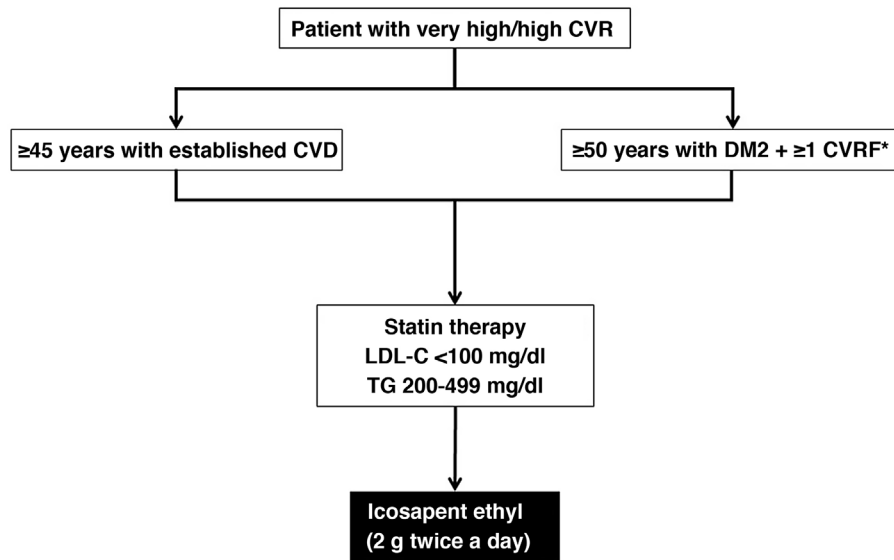 Patient with very high/high CVR
≥45 years with established CVD
≥50 years with DM2 + ≥1 CVRF*
Statin therapy
LDL-C <100 mg/dl
TG 200-499 mg/dl
Icosapent ethyl
(2 g twice a day)